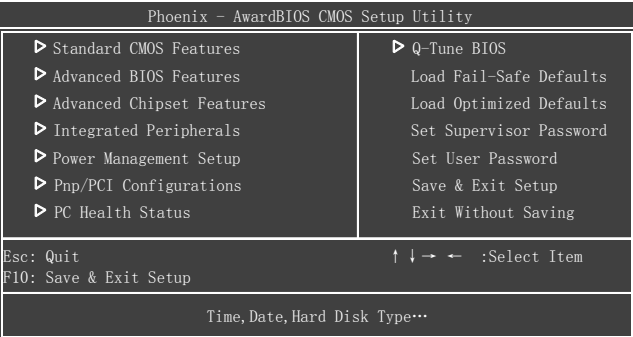 Phoenix - AwardBIOS CMOS Setup Utility
Standard CMOS Features
Advanced BIOS Features
Advanced Chipset Features
Integrated Peripherals
Power Management Setup
Pnp/PCI Configurations
PC Health Status
Q-Tune BIOS
Load Fail-Safe Defaults
Load Optimized Defaults
Set Supervisor Password
Set User Password
Save & Exit Setup
Exit Without Saving
Esc: Quit
F10: Save & Exit Setup
↑ ↓ → ← :Select Item
Time,Date,Hard Disk Type…